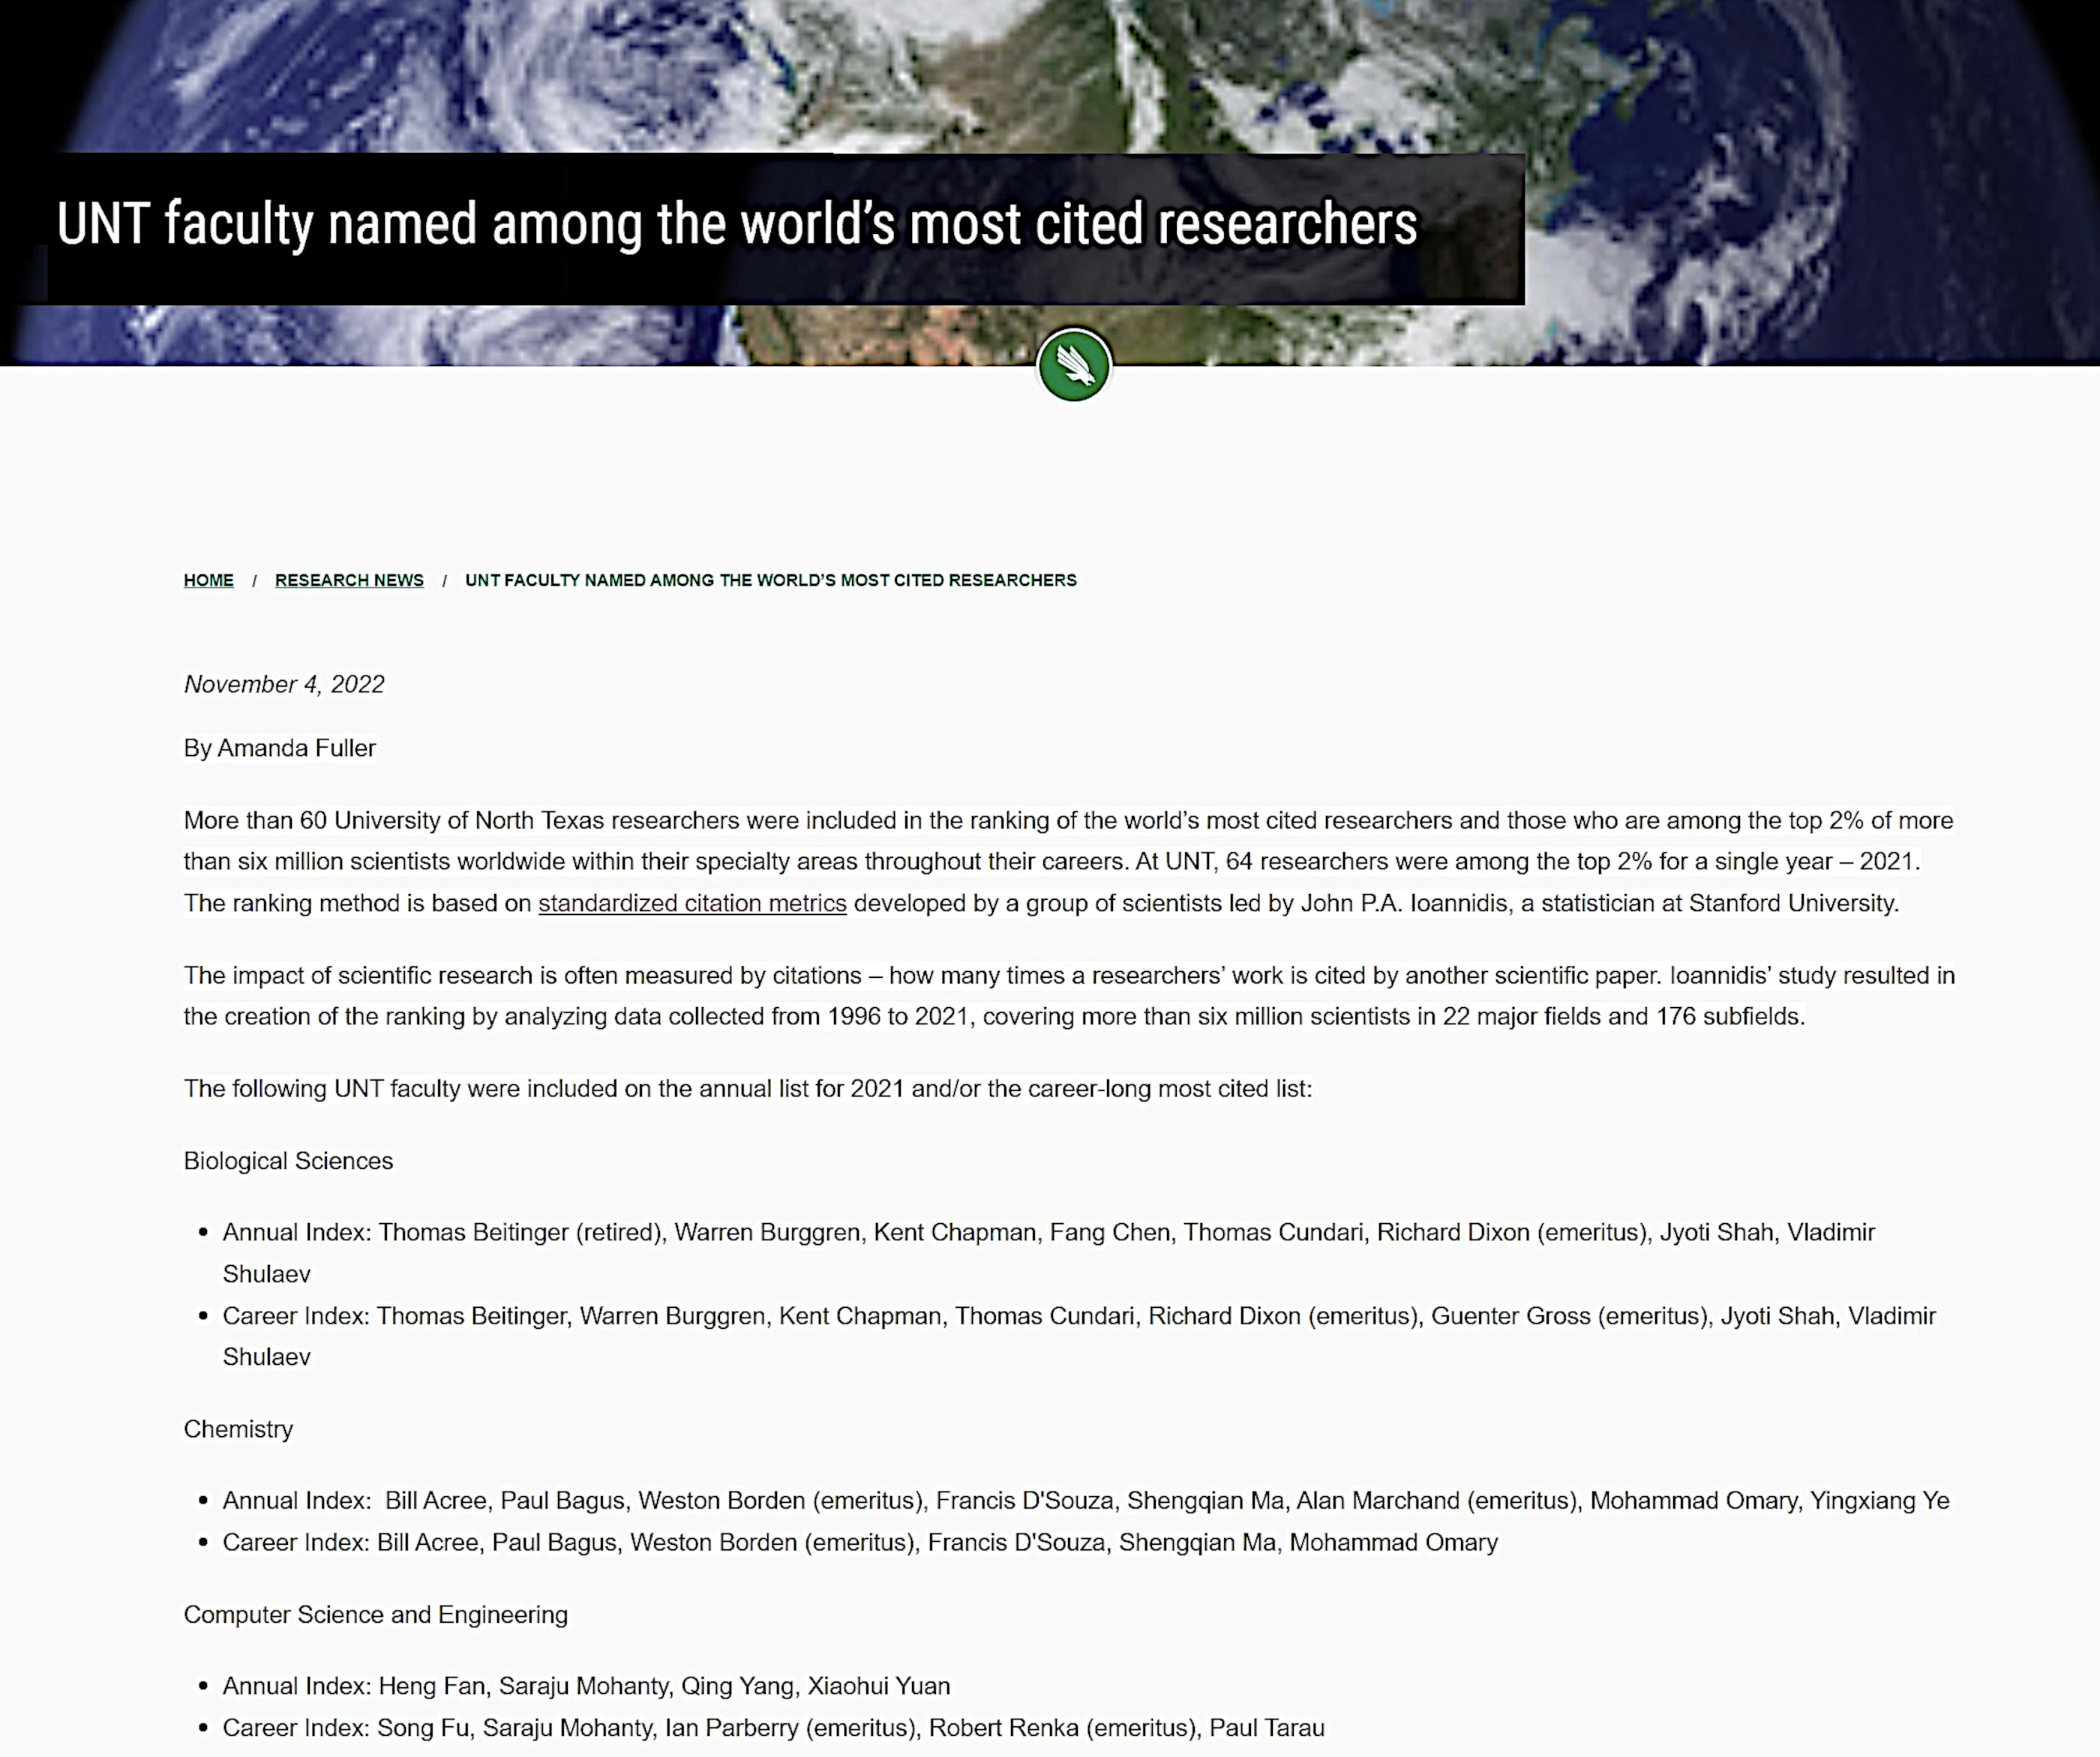 UNT faculty named among the world’s most cited researchers
HOME / RESEARCH NEWS / UNT FACULTY NAMED AMONG THE WORLD’S MOST CITED RESEARCHERS
November 4, 2022
By Amanda Fuller
More than 60 University of North Texas researchers were included in the ranking of the world’s most cited researchers and those who are among the top 2% of more
than six million scientists worldwide within their specialty areas throughout their careers. At UNT, 64 researchers were among the top 2% for a single year – 2021.
The ranking method is based on standardized citation metrics developed by a group of scientists led by John P.A. Ioannidis, a statistician at Stanford University.
The impact of scientific research is often measured by citations – how many times a researchers’ work is cited by another scientific paper. Ioannidis’ study resulted in
the creation of the ranking by analyzing data collected from 1996 to 2021, covering more than six million scientists in 22 major fields and 176 subfields.
The following UNT faculty were included on the annual list for 2021 and/or the career-long most cited list:
Biological Sciences
• Annual Index: Thomas Beitinger (retired), Warren Burggren, Kent Chapman, Fang Chen, Thomas Cundari, Richard Dixon (emeritus), Jyoti Shah, Vladimir
Shulaev
• Career Index: Thomas Beitinger, Warren Burggren, Kent Chapman, Thomas Cundari, Richard Dixon (emeritus), Guenter Gross (emeritus), Jyoti Shah, Vladimir
Shulaev
Chemistry
• Annual Index: Bill Acree, Paul Bagus, Weston Borden (emeritus), Francis D'Souza, Shengqian Ma, Alan Marchand (emeritus), Mohammad Omary, Yingxiang Ye
• Career Index: Bill Acree, Paul Bagus, Weston Borden (emeritus), Francis D'Souza, Shengqian Ma, Mohammad Omary
Computer Science and Engineering
• Annual Index: Heng Fan, Saraju Mohanty, Qing Yang, Xiaohui Yuan
• Career Index: Song Fu, Saraju Mohanty, Ian Parberry (emeritus), Robert Renka (emeritus), Paul Tarau